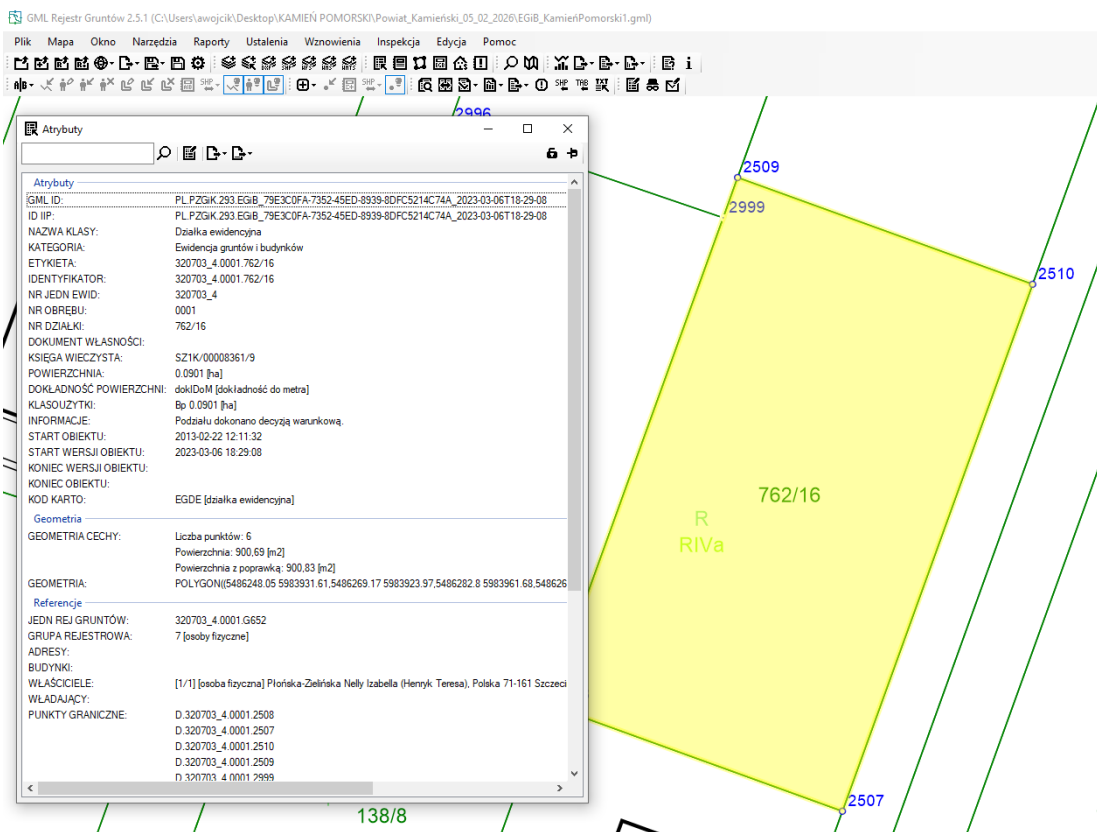 GML Rejestr Gruntów 2.5.1 (C:\Users\awojcik\Desktop\KAMIEŃ POMORSKI\Powiat_Kamieński_05_02_2026\EGiB_KamieńPomorski1.gml)
Plik Mapa Okno Narzędzia Raporty Ustalenia Wznowienia Inspekcja Edycja Pomoc
2996
Atrybuty
Atrybuty
GML ID: PL.PZGiK.293.EGiB_79E3C0FA-7352-45ED-8939-8DFC5214C74A_2023-03-06T18-29-08
ID IIP: PL.PZGiK.293.EGiB_79E3C0FA-7352-45ED-8939-8DFC5214C74A_2023-03-06T18-29-08
NAZWA KLASY: Działka ewidencyjna
KATEGORIA: Ewidencja gruntów i budynków
ETYKIETA: 320703_4.0001.762/16
IDENTYFIKATOR: 320703_4.0001.762/16
NR JEDN EWID: 320703_4
NR OBRĘBU: 0001
NR DZIAŁKI: 762/16
DOKUMENT WŁASNOŚCI:
KSIĘGA WIECZYSTA: SZ1K/00008361/9
POWIERZCHNIA: 0.0901 [ha]
DOKŁADNOŚĆ POWIERZCHNI: dokIDoM [dokładność do metra]
KLASOUŻYTKI: Bp 0.0901 [ha]
INFORMACJE: Podziału dokonano decyzją warunkową.
START OBIEKTU: 2013-02-22 12:11:32
START WERSJI OBIEKTU: 2023-03-06 18:29:08
KONIEC WERSJI OBIEKTU:
KONIEC OBIEKTU:
KOD KARTO: EGDE [działka ewidencyjna]
Geometria
GEOMETRIA CECHY: Liczba punktów: 6
Powierzchnia: 900,69 [m2]
Powierzchnia z poprawką: 900,83 [m2]
GEOMETRIA: POLYGON((5486248.05 5983931.61,5486269.17 5983923.97,5486282.8 5983961.68,548626
Referencje
JEDN REJ GRUNTÓW: 320703_4.0001.G652
GRUPA REJESTROWA: 7 [osoby fizyczne]
ADRESY:
BUDYNKI:
WŁAŚCICIELE: [1/1] [osoba fizyczna] Płońska-Zielińska Nelly Izabella (Henryk Teresa), Polska 71-161 Szczeci
WŁADAJĄCY:
PUNKTY GRANICZNE: D.320703_4.0001.2508
D.320703_4.0001.2507
D.320703_4.0001.2510
D.320703_4.0001.2509
D.320703_4.0001.2999
2509
2999
2510
762/16
R
RIVa
2507
138/8